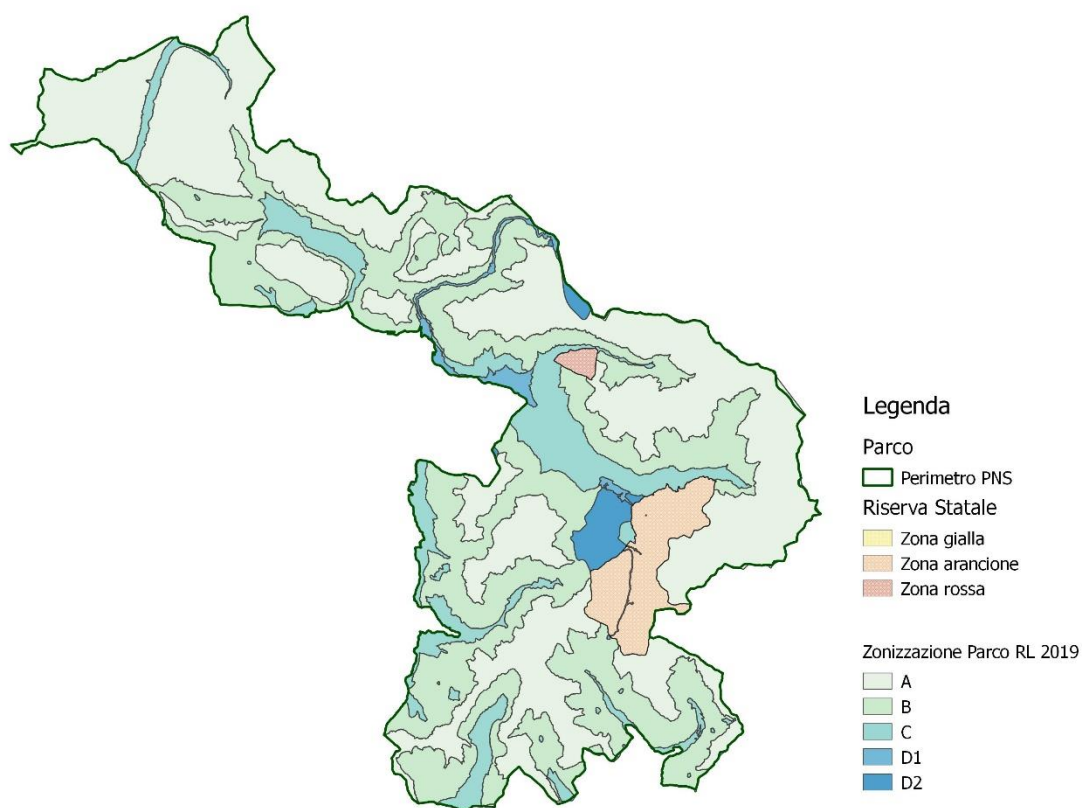 Legenda
Parco
Perimetro PNS
Riserva Statale
Zona gialla
Zona arancione
Zona rossa
Zonizzazione Parco RL 2019
A
B
C
D1
D2